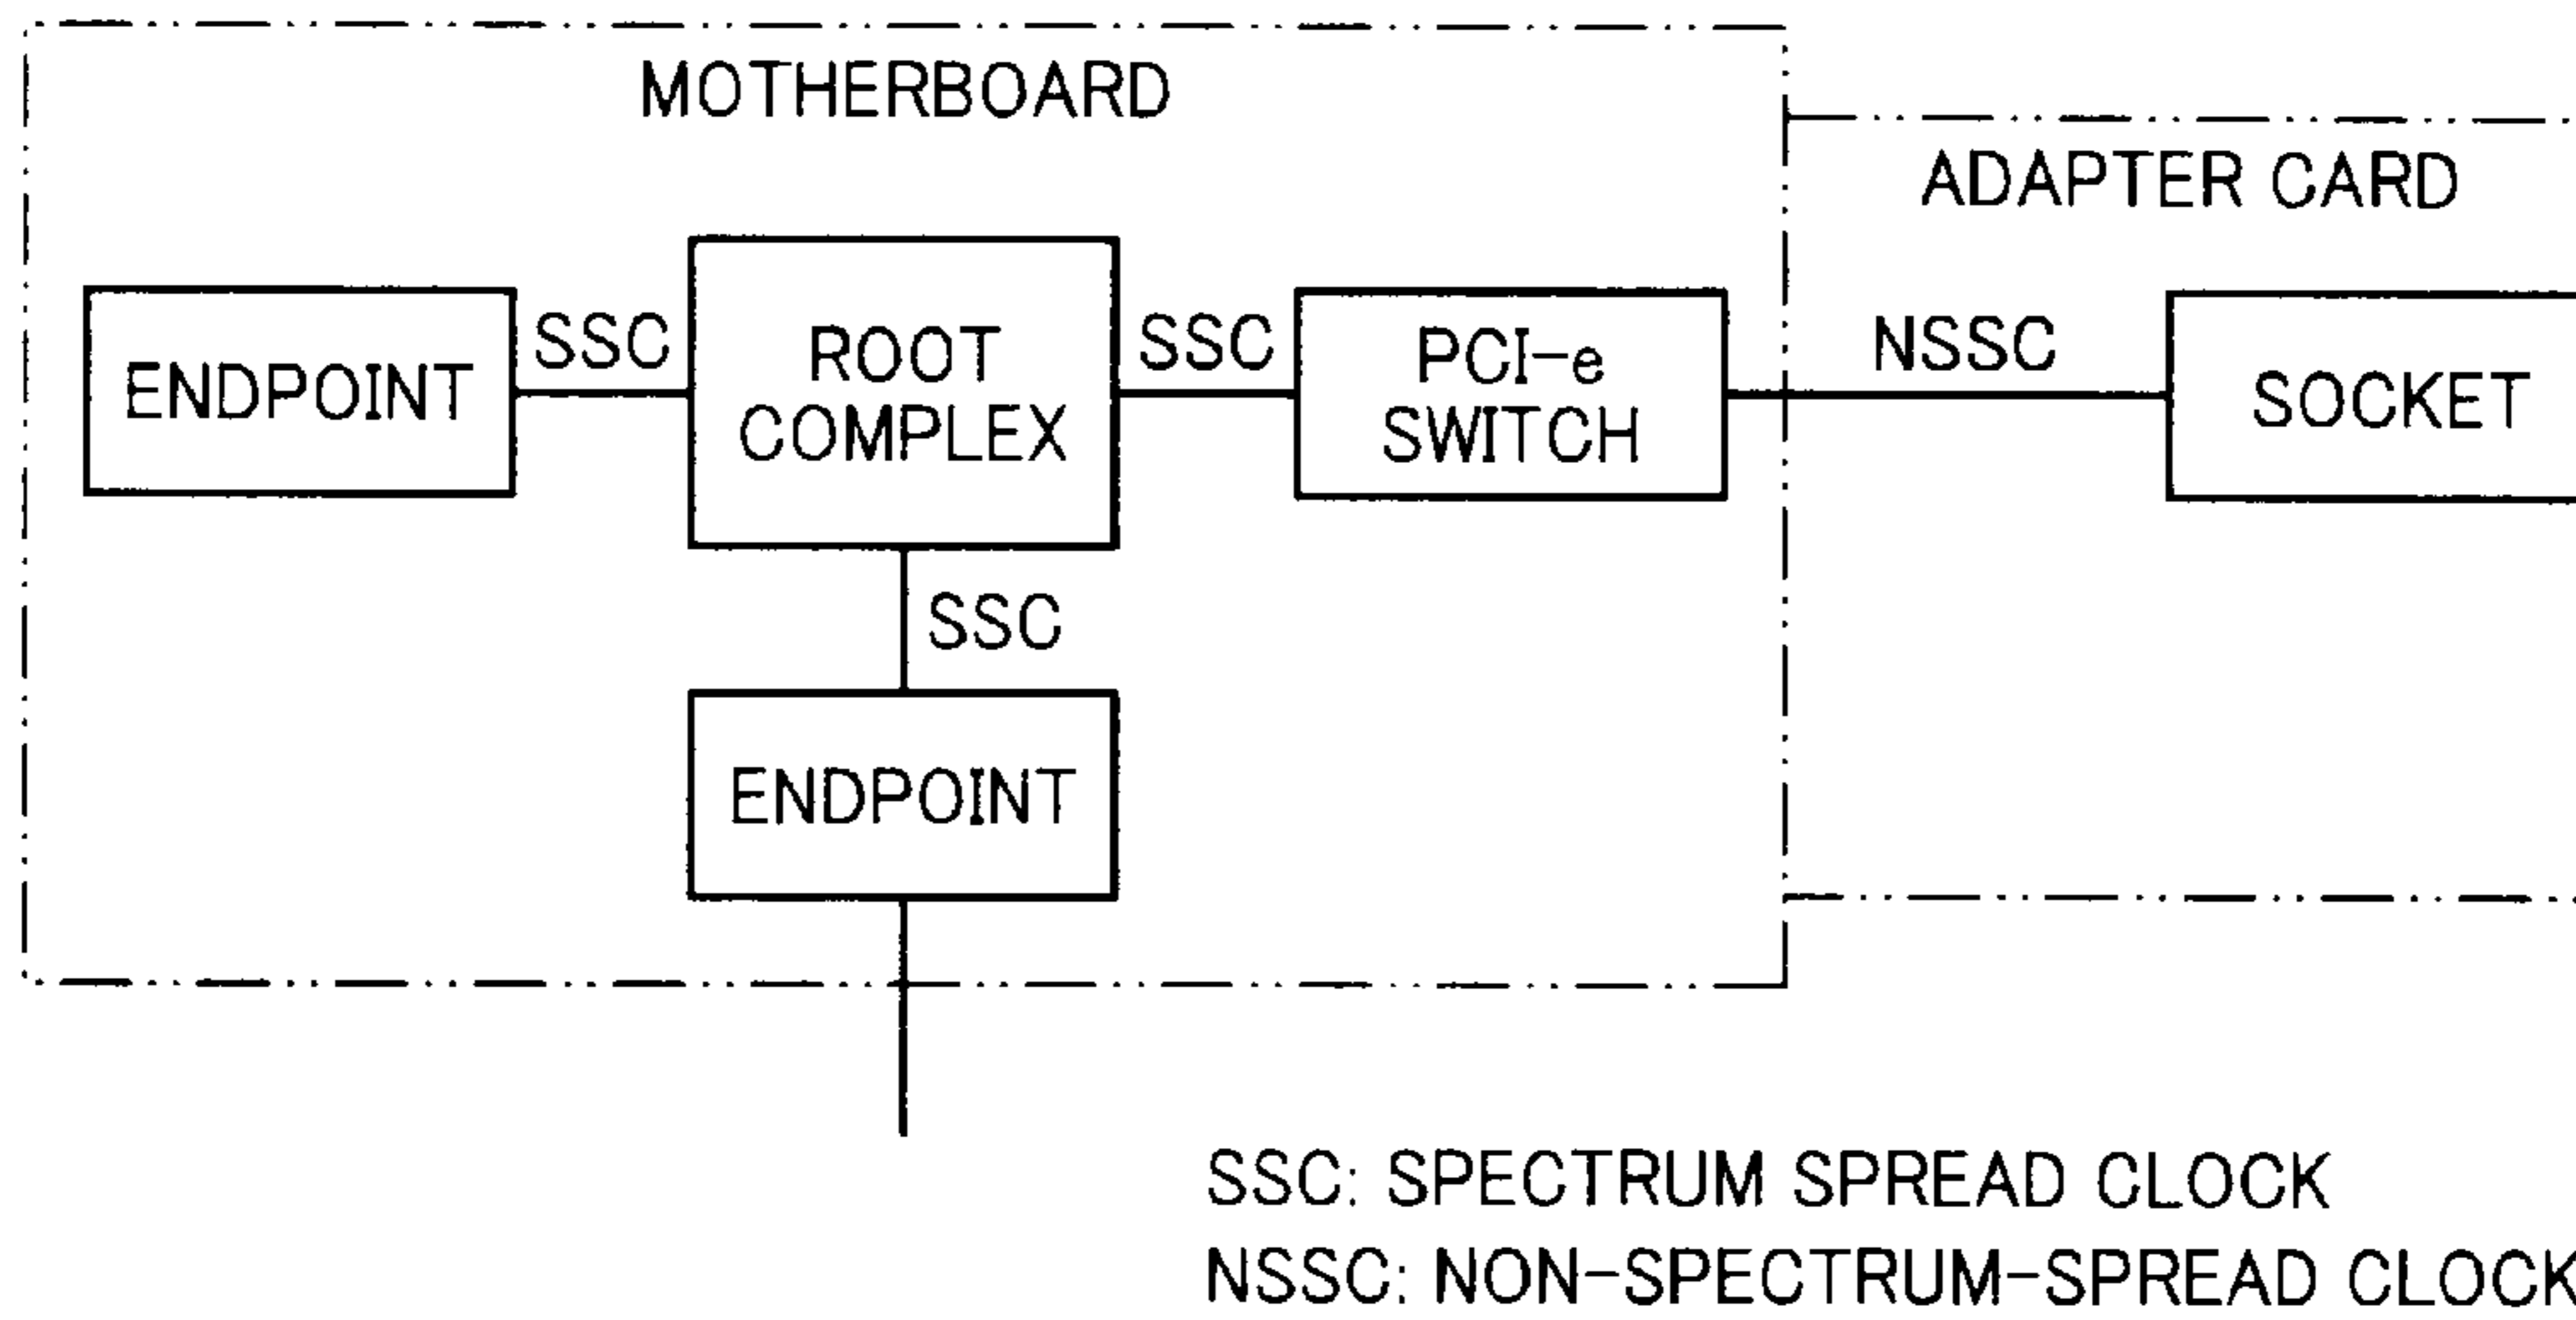 MOTHERBOARD
ADAPTER CARD
ENDPOINT
SSC
ROOT
COMPLEX
SSC
PCI-e
SWITCH
NSSC
SOCKET
SSC
ENDPOINT
SSC: SPECTRUM SPREAD CLOCK
NSSC: NON-SPECTRUM-SPREAD CLOCK